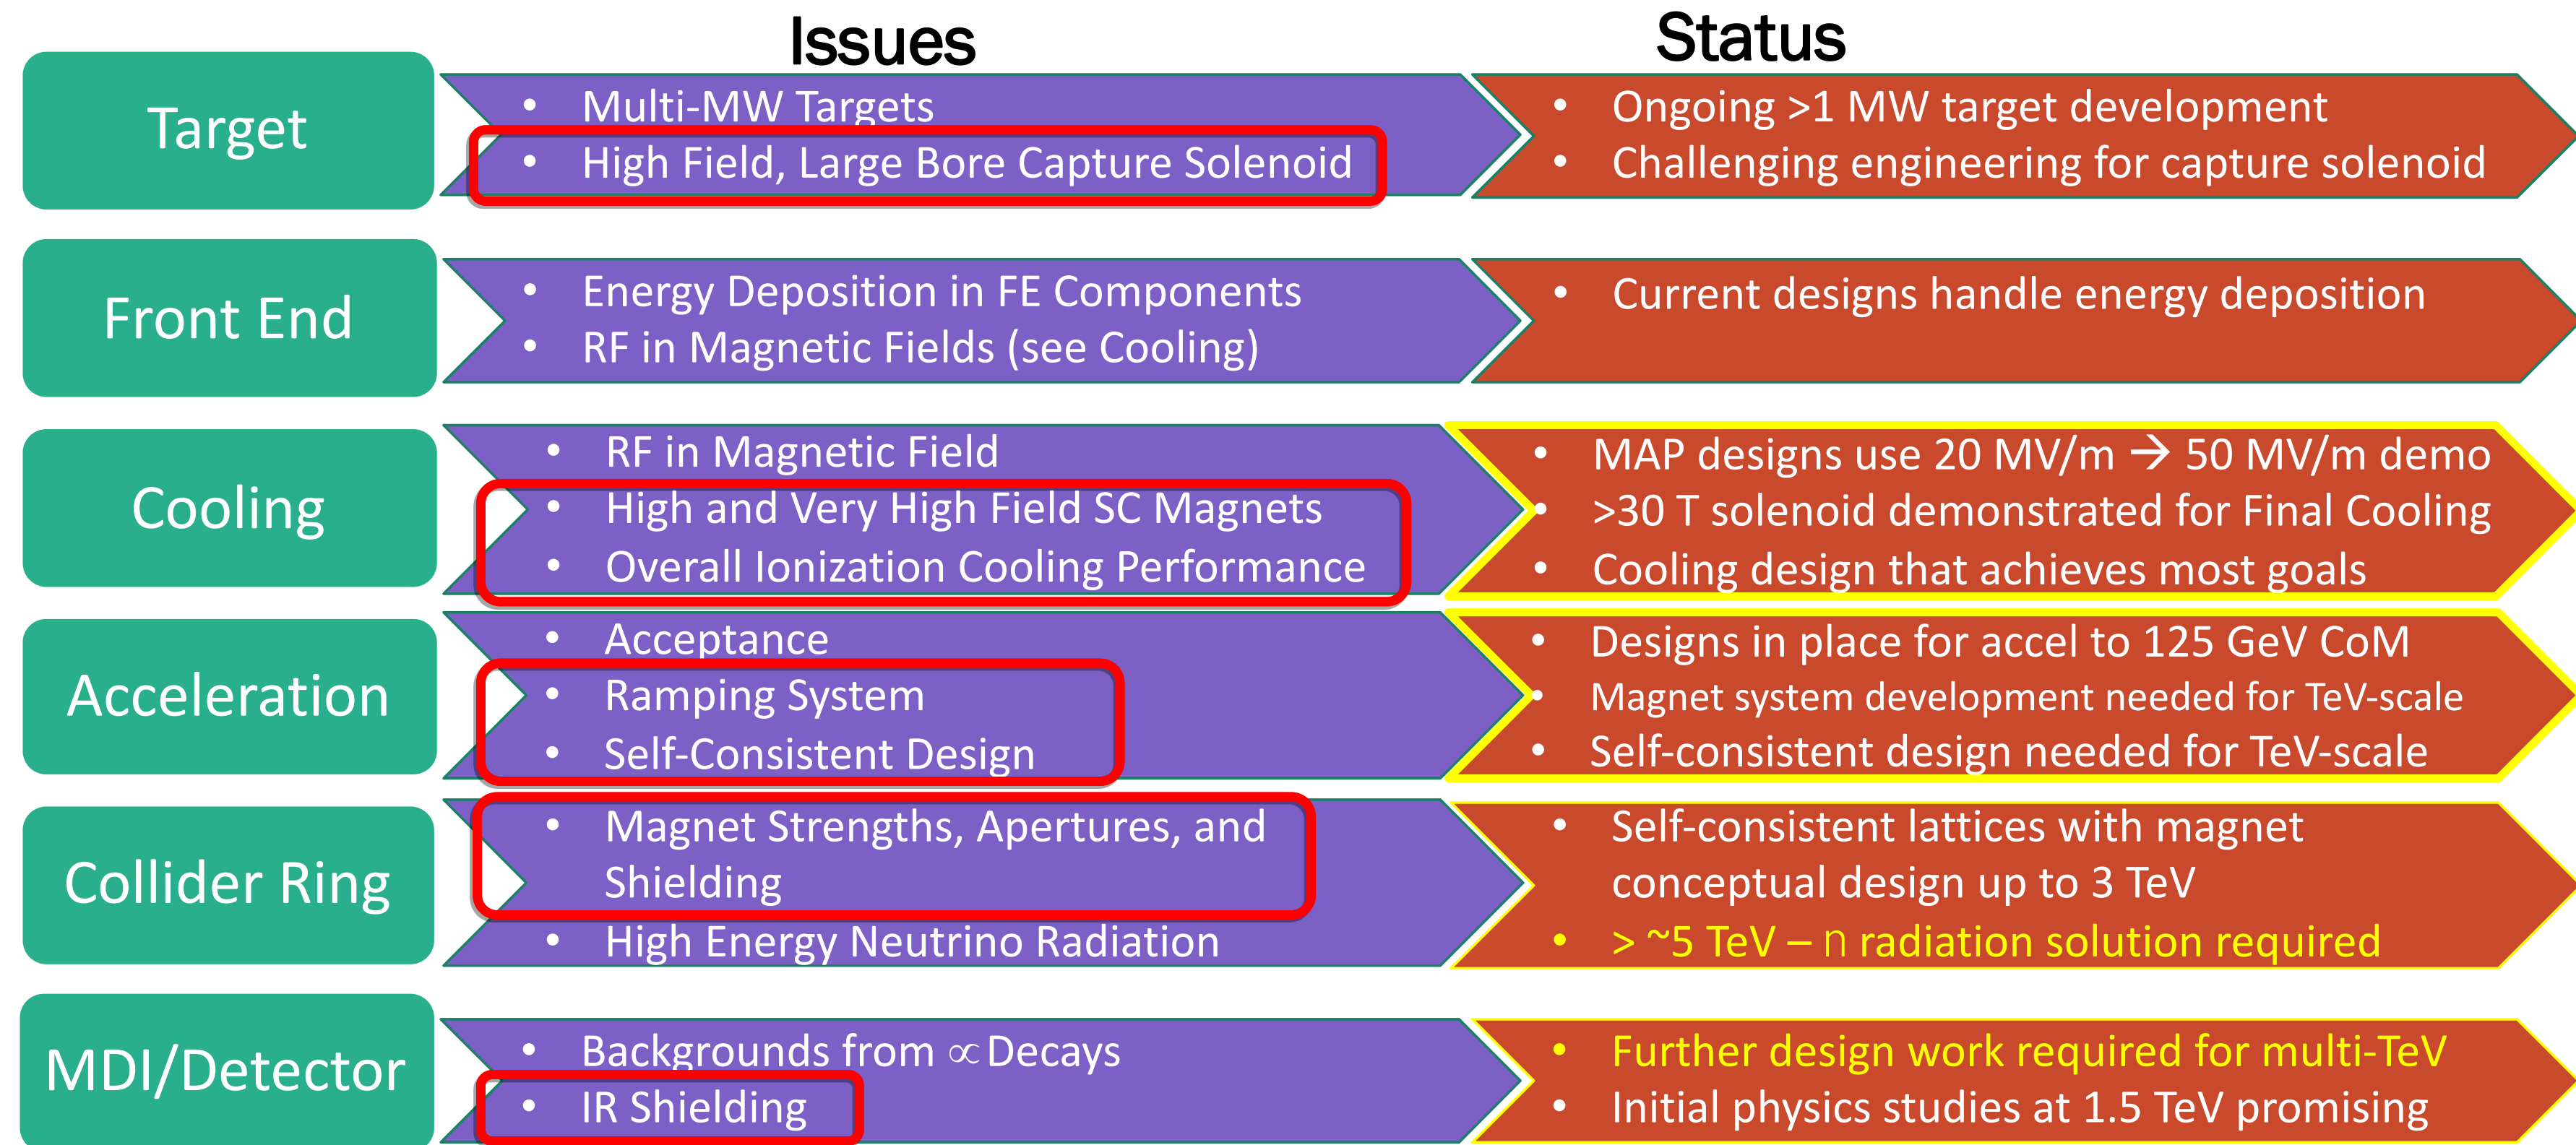 Issues
Status
Target
• Multi-MW Targets
• High Field, Large Bore Capture Solenoid
• Ongoing >1 MW target development
• Challenging engineering for capture solenoid
Front End
• Energy Deposition in FE Components
• RF in Magnetic Fields (see Cooling)
• Current designs handle energy deposition
Cooling
• RF in Magnetic Field
• High and Very High Field SC Magnets
• Overall Ionization Cooling Performance
• MAP designs use 20 MV/m → 50 MV/m demo
• >30 T solenoid demonstrated for Final Cooling
• Cooling design that achieves most goals
Acceleration
• Acceptance
• Ramping System
• Self-Consistent Design
• Designs in place for accel to 125 GeV CoM
• Magnet system development needed for TeV-scale
• Self-consistent design needed for TeV-scale
Collider Ring
• Magnet Strengths, Apertures, and
Shielding
• High Energy Neutrino Radiation
• Self-consistent lattices with magnet
conceptual design up to 3 TeV
• > ~5 TeV – n radiation solution required
MDI/Detector
• Backgrounds from ∝ Decays
• IR Shielding
• Further design work required for multi-TeV
• Initial physics studies at 1.5 TeV promising